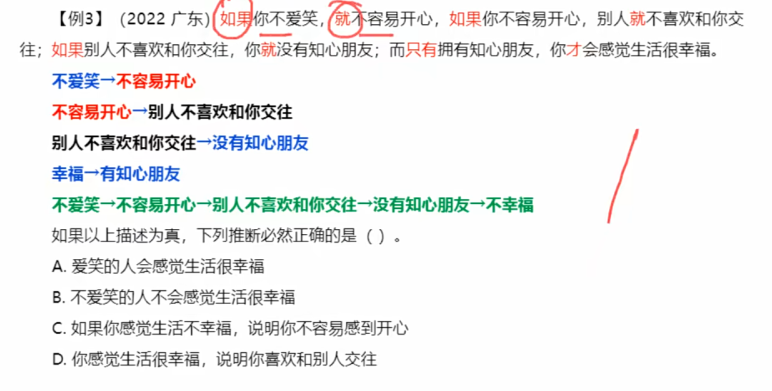 【例3】（2022 广东）如果你不爱笑，就不容易开心，如果你不容易开心，别人就不喜欢和你交
往；如果别人不喜欢和你交往，你就没有知心朋友；而只有拥有知心朋友，你才会感觉生活很幸福。
不爱笑→不容易开心
不容易开心→别人不喜欢和你交往
别人不喜欢和你交往→没有知心朋友
幸福→有知心朋友
不爱笑→不容易开心→别人不喜欢和你交往→没有知心朋友→不幸福
如果以上描述为真，下列推断必然正确的是（ ）。
A. 爱笑的人会感觉生活很幸福
B. 不爱笑的人不会感觉生活很幸福
C. 如果你感觉生活不幸福，说明你不容易感到开心
D. 你感觉生活很幸福，说明你喜欢和别人交往